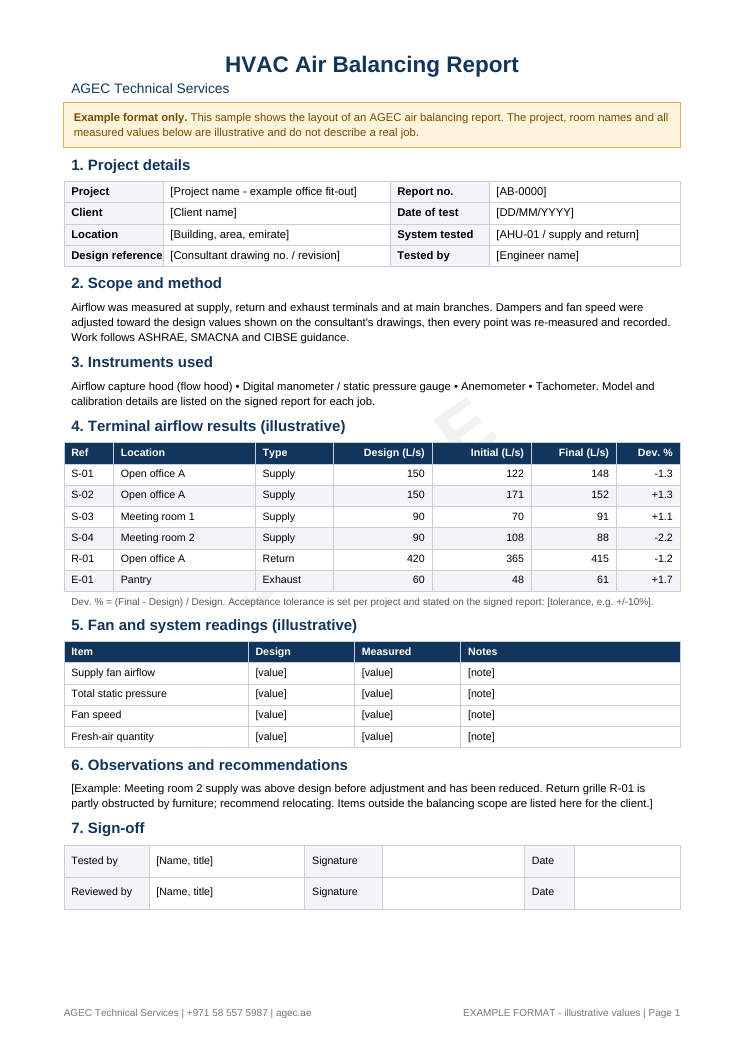 HVAC Air Balancing Report
AGEC Technical Services
Example format only. This sample shows the layout of an AGEC air balancing report. The project, room names and all
measured values below are illustrative and do not describe a real job.
1. Project details
Project [Project name - example office fit-out] Report no. [AB-0000]
Client [Client name] Date of test [DD/MM/YYYY]
Location [Building, area, emirate] System tested [AHU-01 / supply and return]
Design reference [Consultant drawing no. / revision] Tested by [Engineer name]
2. Scope and method
Airflow was measured at supply, return and exhaust terminals and at main branches. Dampers and fan speed were
adjusted toward the design values shown on the consultant's drawings, then every point was re-measured and recorded.
Work follows ASHRAE, SMACNA and CIBSE guidance.
3. Instruments used
Airflow capture hood (flow hood) • Digital manometer / static pressure gauge • Anemometer • Tachometer. Model and
calibration details are listed on the signed report for each job.
4. Terminal airflow results (illustrative)
Ref Location Type Design (L/s) Initial (L/s) Final (L/s) Dev. %
S-01 Open office A Supply 150 122 148 -1.3
S-02 Open office A Supply 150 171 152 +1.3
S-03 Meeting room 1 Supply 90 70 91 +1.1
S-04 Meeting room 2 Supply 90 108 88 -2.2
R-01 Open office A Return 420 365 415 -1.2
E-01 Pantry Exhaust 60 48 61 +1.7
Dev. % = (Final - Design) / Design. Acceptance tolerance is set per project and stated on the signed report: [tolerance, e.g. +/-10%].
5. Fan and system readings (illustrative)
Item Design Measured Notes
Supply fan airflow [value] [value] [note]
Total static pressure [value] [value] [note]
Fan speed [value] [value] [note]
Fresh-air quantity [value] [value] [note]
6. Observations and recommendations
[Example: Meeting room 2 supply was above design before adjustment and has been reduced. Return grille R-01 is
partly obstructed by furniture; recommend relocating. Items outside the balancing scope are listed here for the client.]
7. Sign-off
Tested by [Name, title] Signature Date
Reviewed by [Name, title] Signature Date
AGEC Technical Services | +971 58 557 5987 | agec.ae EXAMPLE FORMAT - illustrative values | Page 1